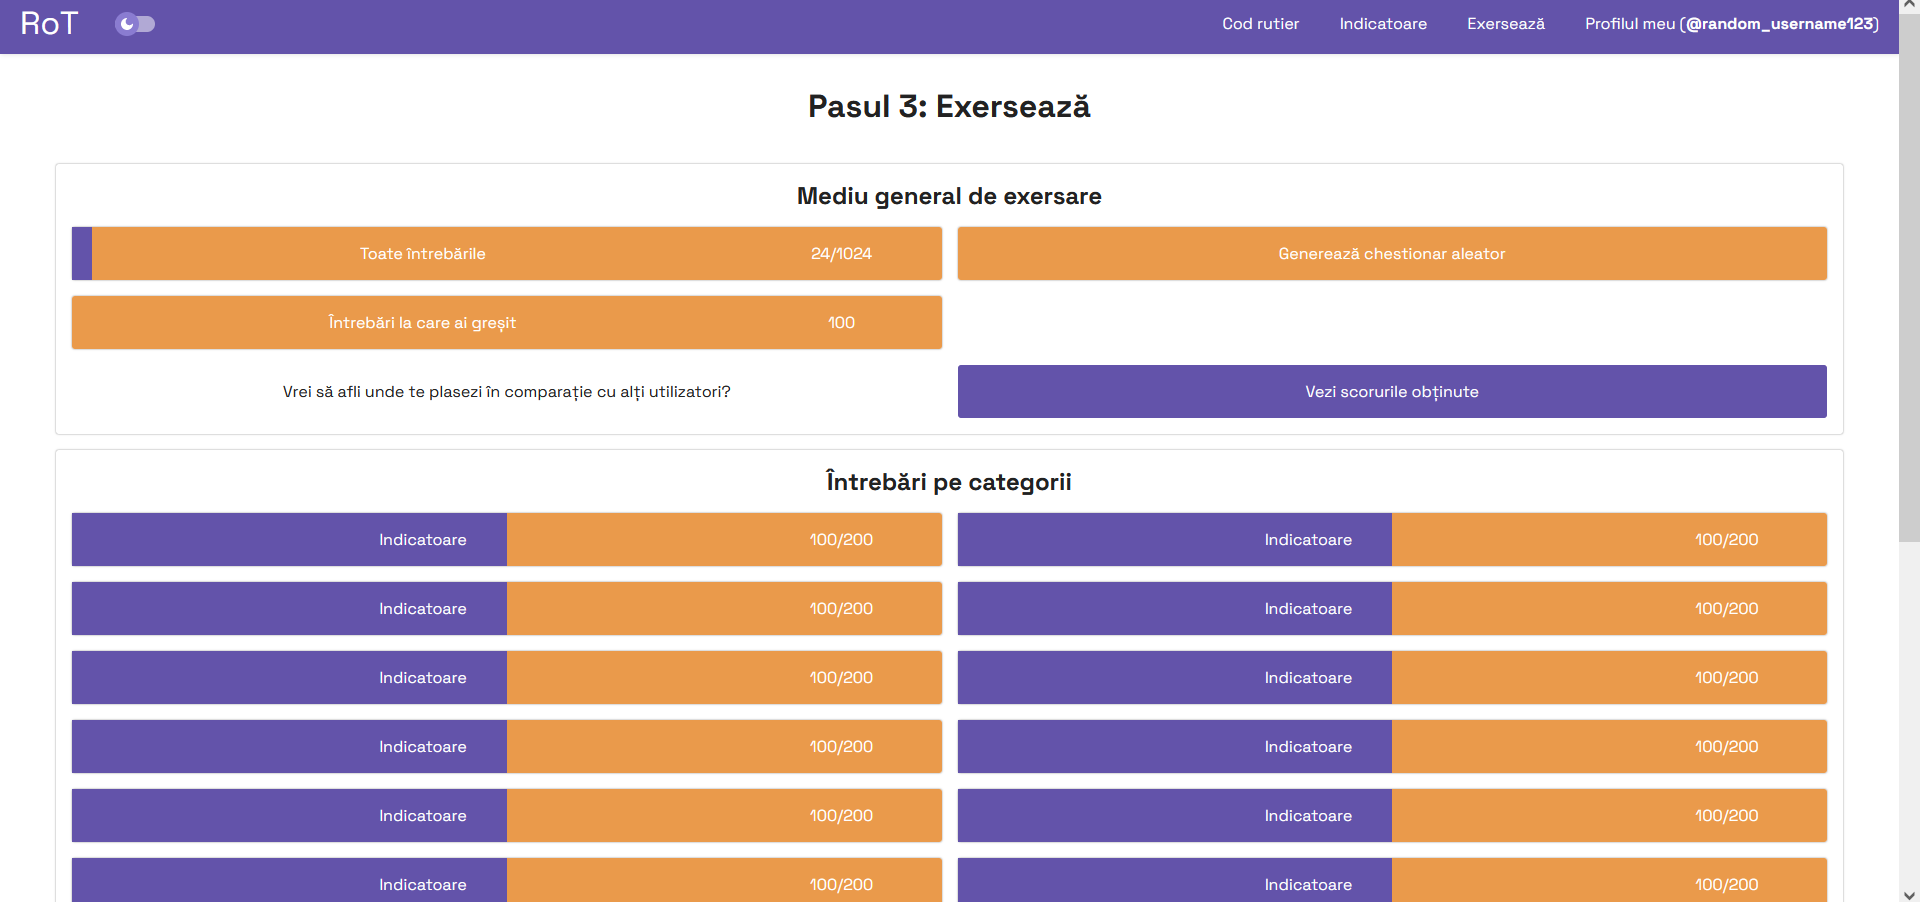 RoT Cod rutier Indicatoare Exersează Profilul meu (@random_username123)
Pasul 3: Exersează
Mediu general de exersare
Toate întrebările 24/1024 Generează chestionar aleator
Întrebări la care ai greșit 100
Vrei să afli unde te plasezi în comparație cu alți utilizatori? Vezi scorurile obținute
Întrebări pe categorii
Indicatoare 100/200 Indicatoare 100/200
Indicatoare 100/200 Indicatoare 100/200
Indicatoare 100/200 Indicatoare 100/200
Indicatoare 100/200 Indicatoare 100/200
Indicatoare 100/200 Indicatoare 100/200
Indicatoare 100/200 Indicatoare 100/200